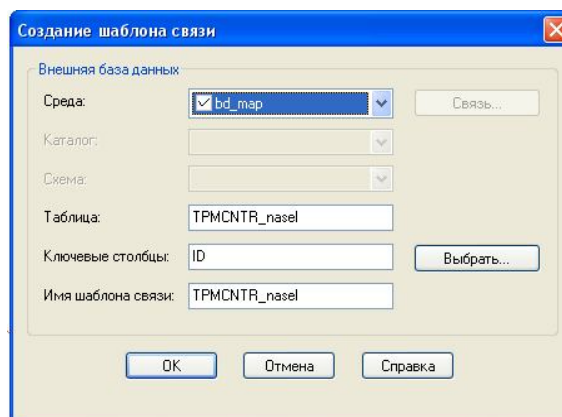 Создание шаблона связи
Внешняя база данных
Среда: bd_map Связь...
Каталог:
Схема:
Таблица: TPMCNTR_nasel
Ключевые столбцы: ID Выбрать...
Имя шаблона связи: TPMCNTR_nasel
OK Отмена Справка